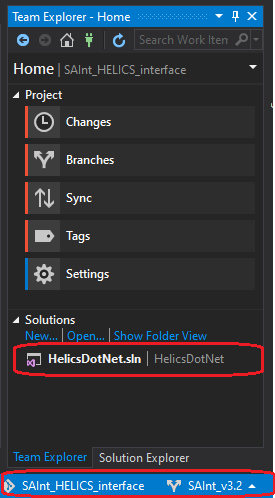 Team Explorer - Home
Search Work Item
Home | SAInt_HELICS_interface
Project
Changes
Branches
Sync
Tags
Settings
Solutions
New... | Open... | Show Folder View
HelicsDotNet.sln | HelicsDotNet
Team Explorer Solution Explorer
SAInt_HELICS_interface SAInt_v3.2